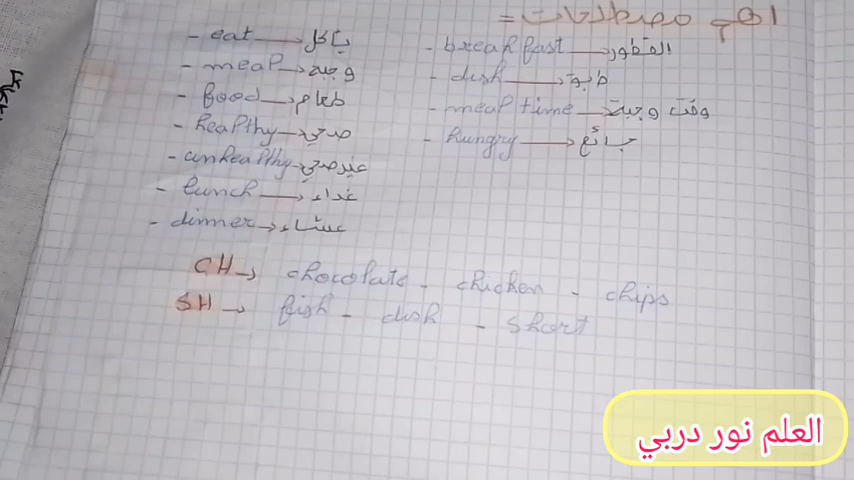 اهم مصطلحات =
- eat → يأكل
- meal → وجبة
- food → طعام
- healthy → صحي
- unhealthy → غير صحي
- lunch → غداء
- dinner → عشاء
- breakfast → الفطور
- dish → طبق
- meal time → وقت وجبة
- hungry → جائع
CH → chocolate - chicken - chips
SH → fish - dish - short
العلم نور دربي